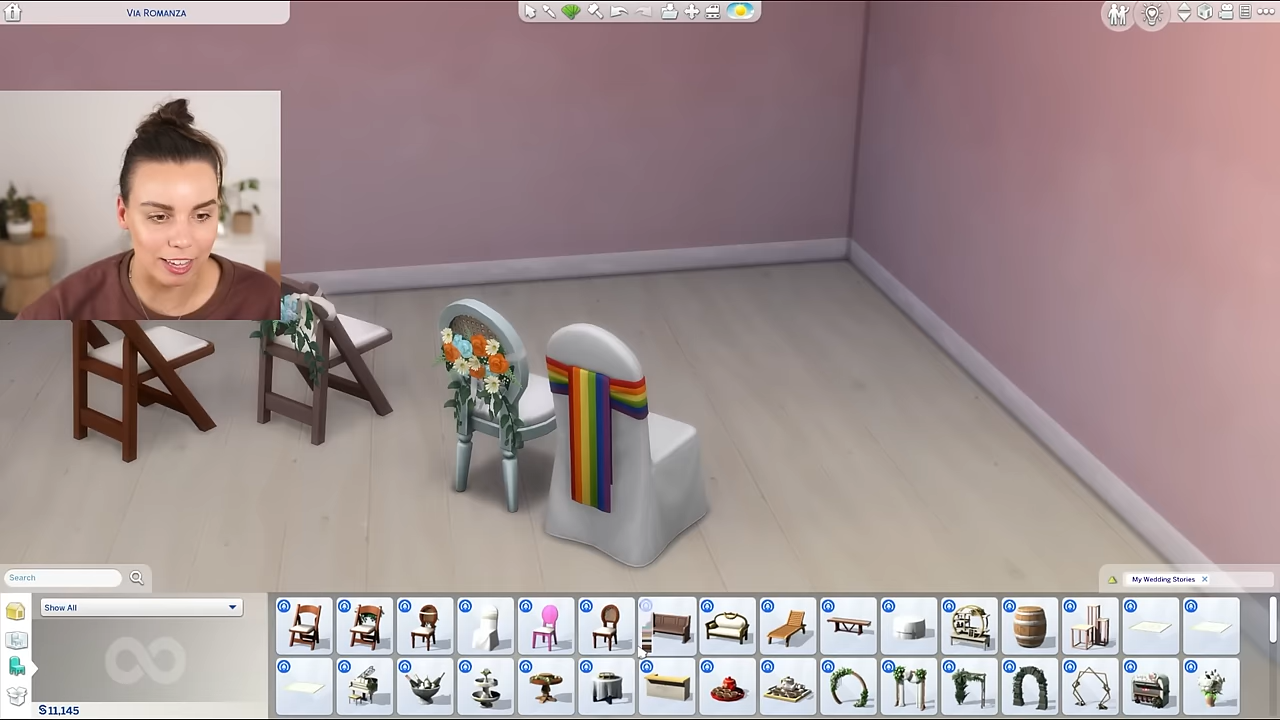 VIA ROMANZA
Search
My Wedding Stories
Show All
§11,145